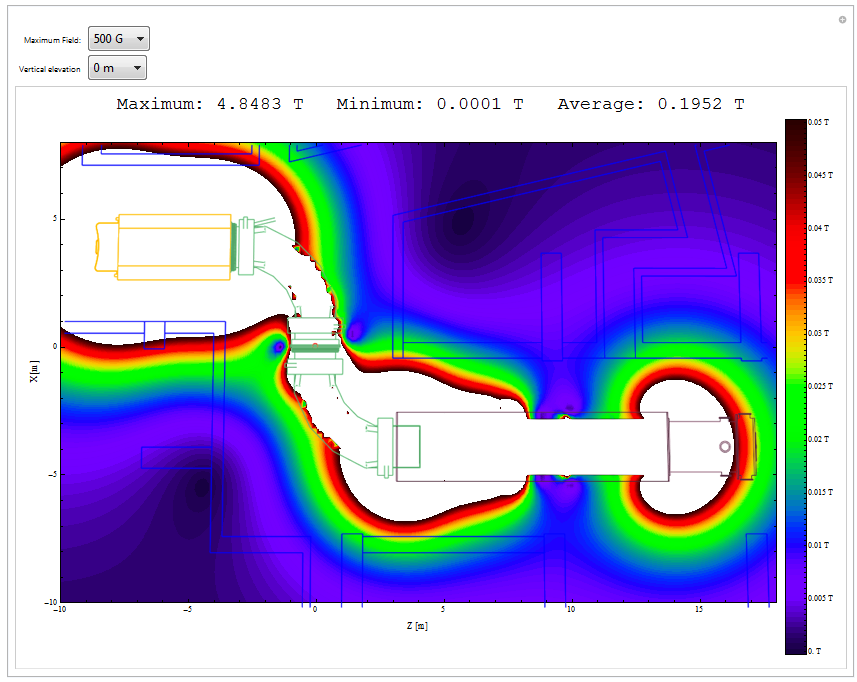 Maximum Field: 500 G
Vertical elevation 0 m
Maximum: 4.8483 T Minimum: 0.0001 T Average: 0.1952 T
0.05 T
0.045 T
0.04 T
0.035 T
0.03 T
0.025 T
0.02 T
0.015 T
0.01 T
0.005 T
0. T
5
0
-5
-10
X[m]
-10 -5 0 5 10 15
Z [m]